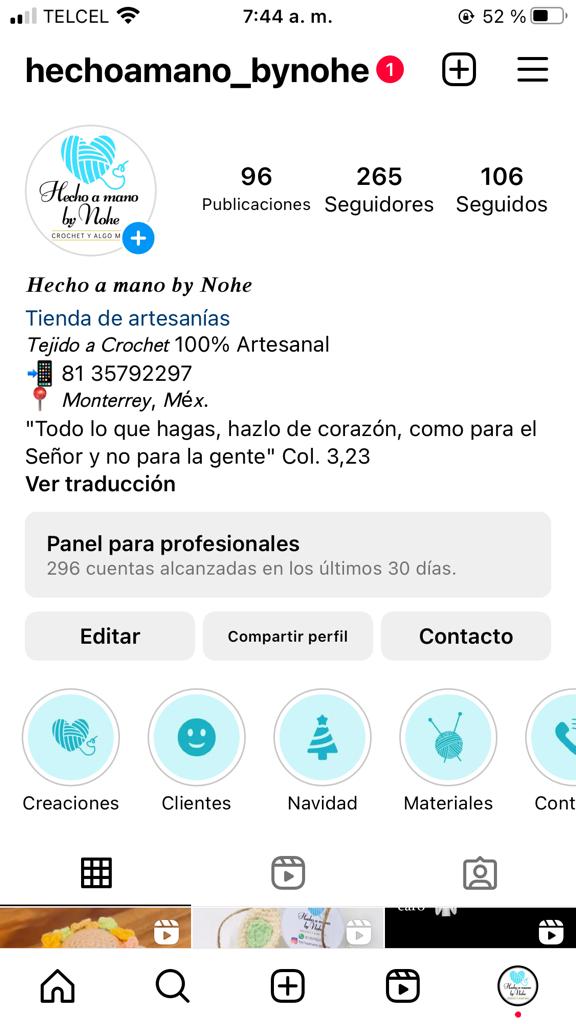 TELCEL 7:44 a. m. 52 %
hechoamano_bynohe 1
Hecho a mano
by Nohe
CROCHET Y ALGO M
96 265 106
Publicaciones Seguidores Seguidos
Hecho a mano by Nohe
Tienda de artesanías
Tejido a Crochet 100% Artesanal
📲 81 35792297
📍 Monterrey, Méx.
"Todo lo que hagas, hazlo de corazón, como para el
Señor y no para la gente" Col. 3,23
Ver traducción
Panel para profesionales
296 cuentas alcanzadas en los últimos 30 días.
Editar Compartir perfil Contacto
Creaciones Clientes Navidad Materiales Cont
by Nohe